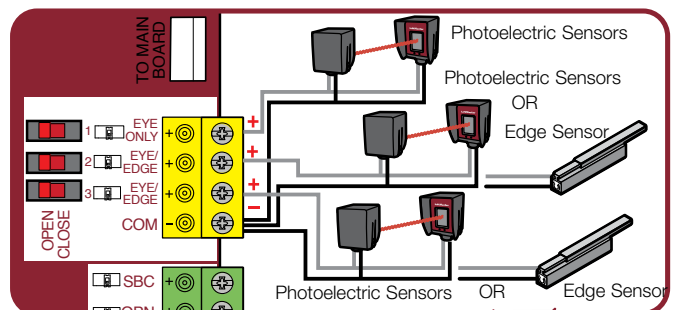 TO MAIN
BOARD
Photoelectric Sensors
Photoelectric Sensors
OR
Edge Sensor
1 EYE
ONLY + +
2 EYE/
EDGE + +
3 EYE/
EDGE + +
COM - -
OPEN
CLOSE
SBC +
OPN
Photoelectric Sensors OR Edge Sensor